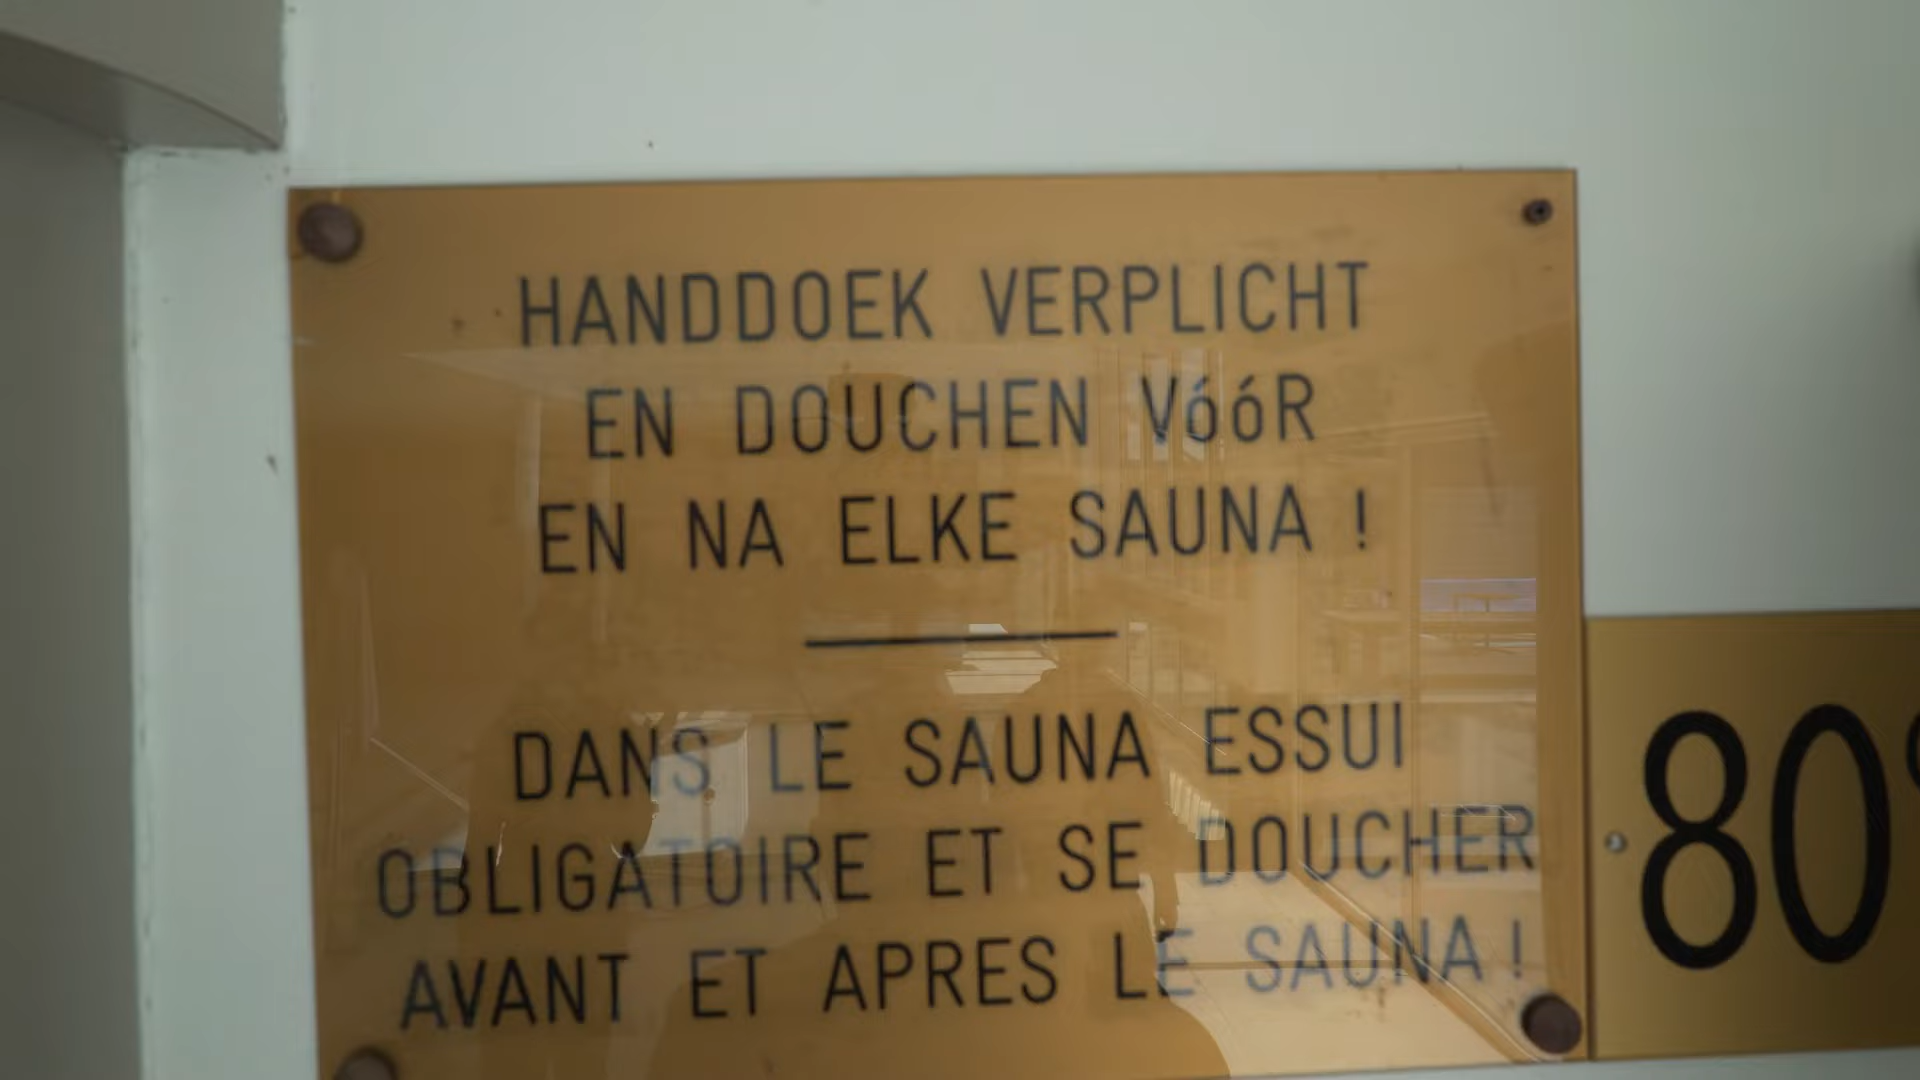 HANDDOEK VERPLICHT
EN DOUCHEN VóóR
EN NA ELKE SAUNA !
DANS LE SAUNA ESSUI
OBLIGATOIRE ET SE DOUCHER
AVANT ET APRES LE SAUNA !
80°